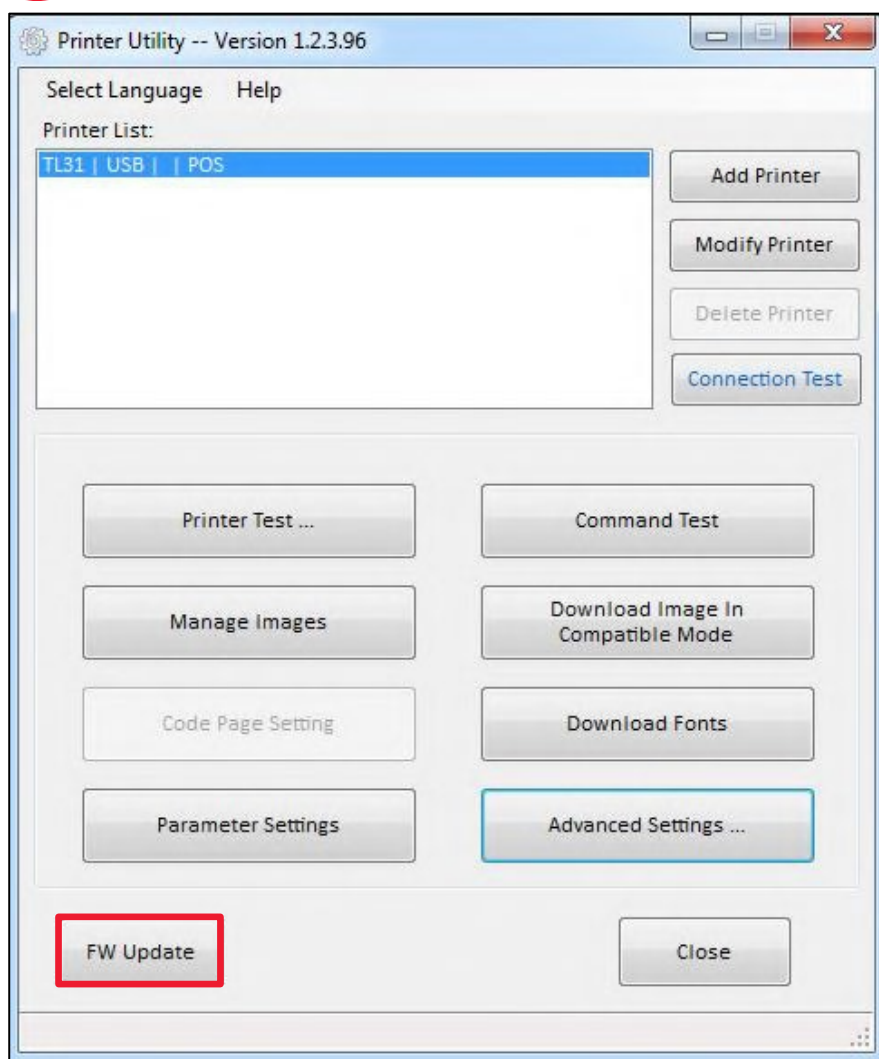 Printer Utility -- Version 1.2.3.96
Select Language Help
Printer List:
TL31 | USB | | POS
Add Printer
Modify Printer
Delete Printer
Connection Test
Printer Test ...
Command Test
Manage Images
Download Image In
Compatible Mode
Code Page Setting
Download Fonts
Parameter Settings
Advanced Settings ...
FW Update
Close